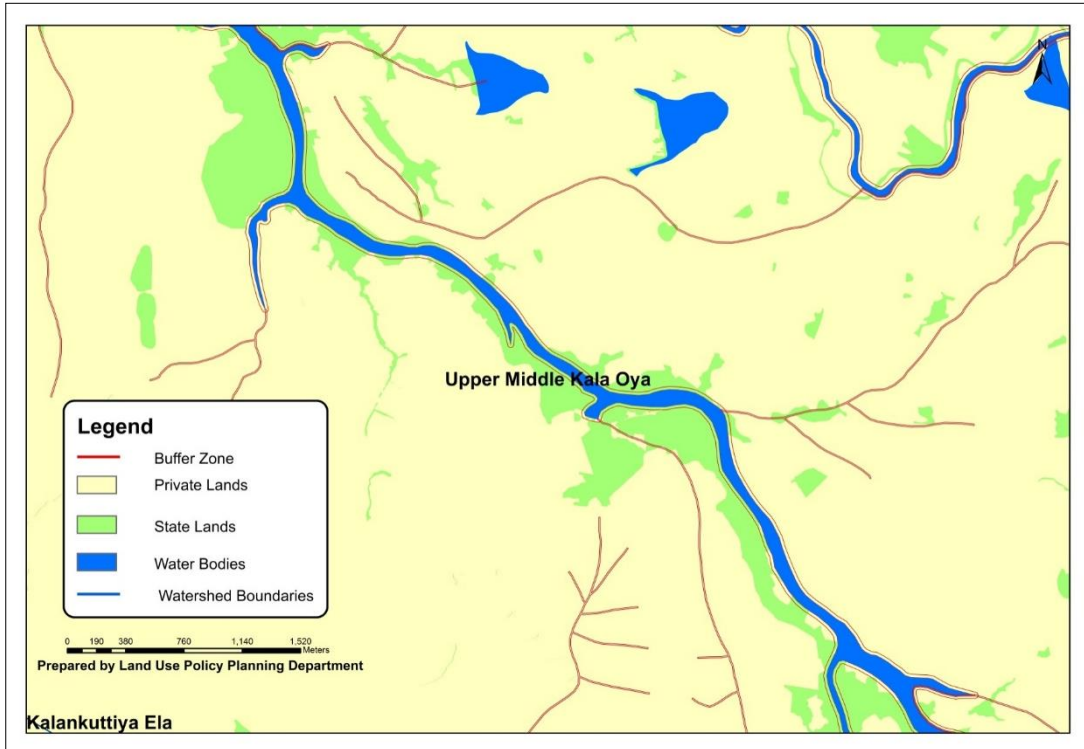 N
Upper Middle Kala Oya
Legend
Buffer Zone
Private Lands
State Lands
Water Bodies
Watershed Boundaries
0 190 380 760 1,140 1,520
Meters
Prepared by Land Use Policy Planning Department
Kalankuttiya Ela